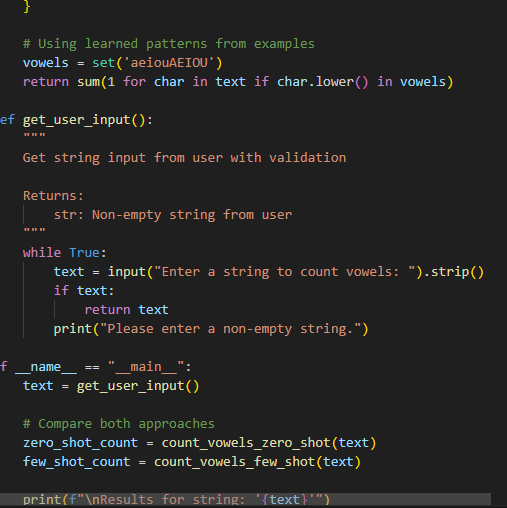 }
# Using learned patterns from examples
vowels = set('aeiouAEIOU')
return sum(1 for char in text if char.lower() in vowels)
ef get_user_input():
"""
Get string input from user with validation
Returns:
str: Non-empty string from user
"""
while True:
text = input("Enter a string to count vowels: ").strip()
if text:
return text
print("Please enter a non-empty string.")
f __name__ == "__main__":
text = get_user_input()
# Compare both approaches
zero_shot_count = count_vowels_zero_shot(text)
few_shot_count = count_vowels_few_shot(text)
print(f"\nResults for string: '{text}'")